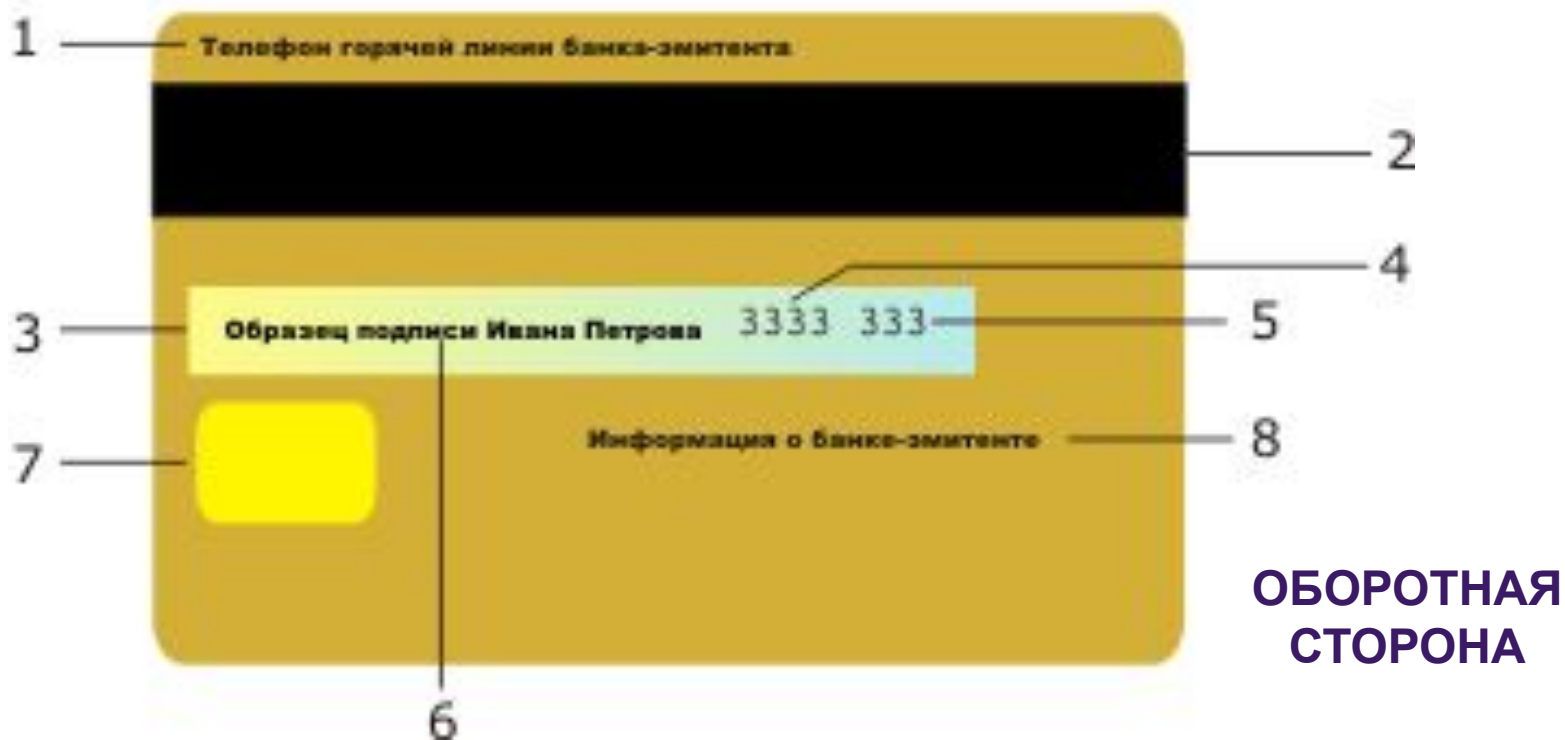 1 Телефон горячей линии банка-эмитента
2
4
3 Образец подписи Ивана Петрова 3333 333 5
7 Информация о банке-эмитенте 8
ОБОРОТНАЯ
СТОРОНА
6